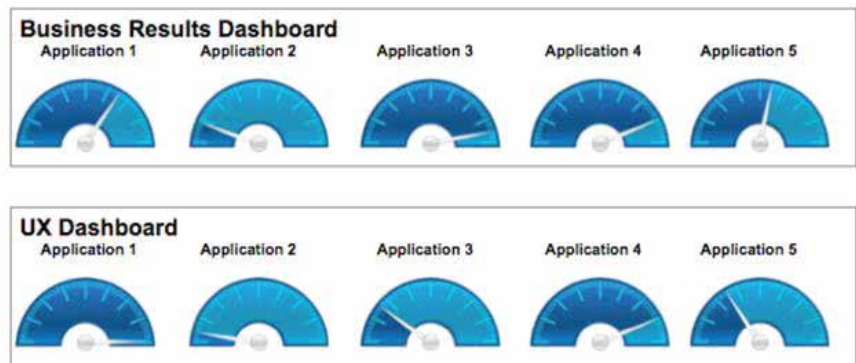 Business Results Dashboard
Application 1 Application 2 Application 3 Application 4 Application 5
UX Dashboard
Application 1 Application 2 Application 3 Application 4 Application 5